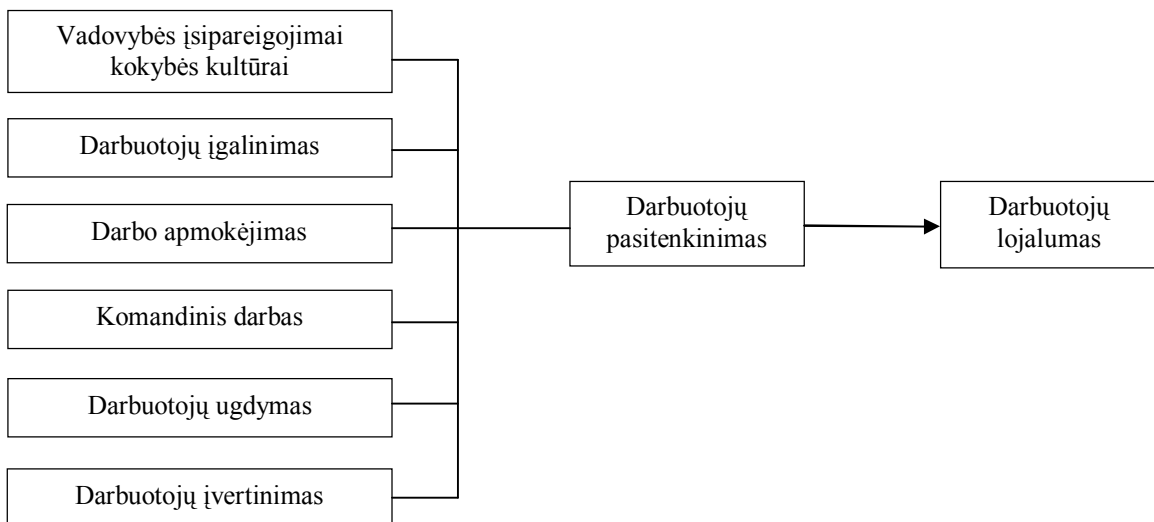 Vadovybės įsipareigojimai
kokybės kultūrai
Darbuotojų įgalinimas
Darbo apmokėjimas
Komandinis darbas
Darbuotojų ugdymas
Darbuotojų įvertinimas
Darbuotojų
pasitenkinimas
Darbuotojų
lojalumas